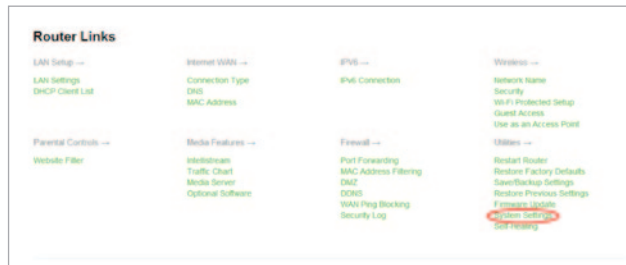 Router Links
LAN Setup →
LAN Settings
DHCP Client List
Internet WAN →
Connection Type
DNS
MAC Address
IPV6 →
IPv6 Connection
Wireless →
Network Name
Security
Wi-Fi Protected Setup
Guest Access
Use as an Access Point
Parental Controls →
Website Filter
Media Features →
Intellistream
Traffic Chart
Media Server
Optional Software
Firewall →
Port Forwarding
MAC Address Filtering
DMZ
DDNS
WAN Ping Blocking
Security Log
Utilities →
Restart Router
Restore Factory Defaults
Save/Backup Settings
Restore Previous Settings
Firmware Update
System Settings
Self-Healing